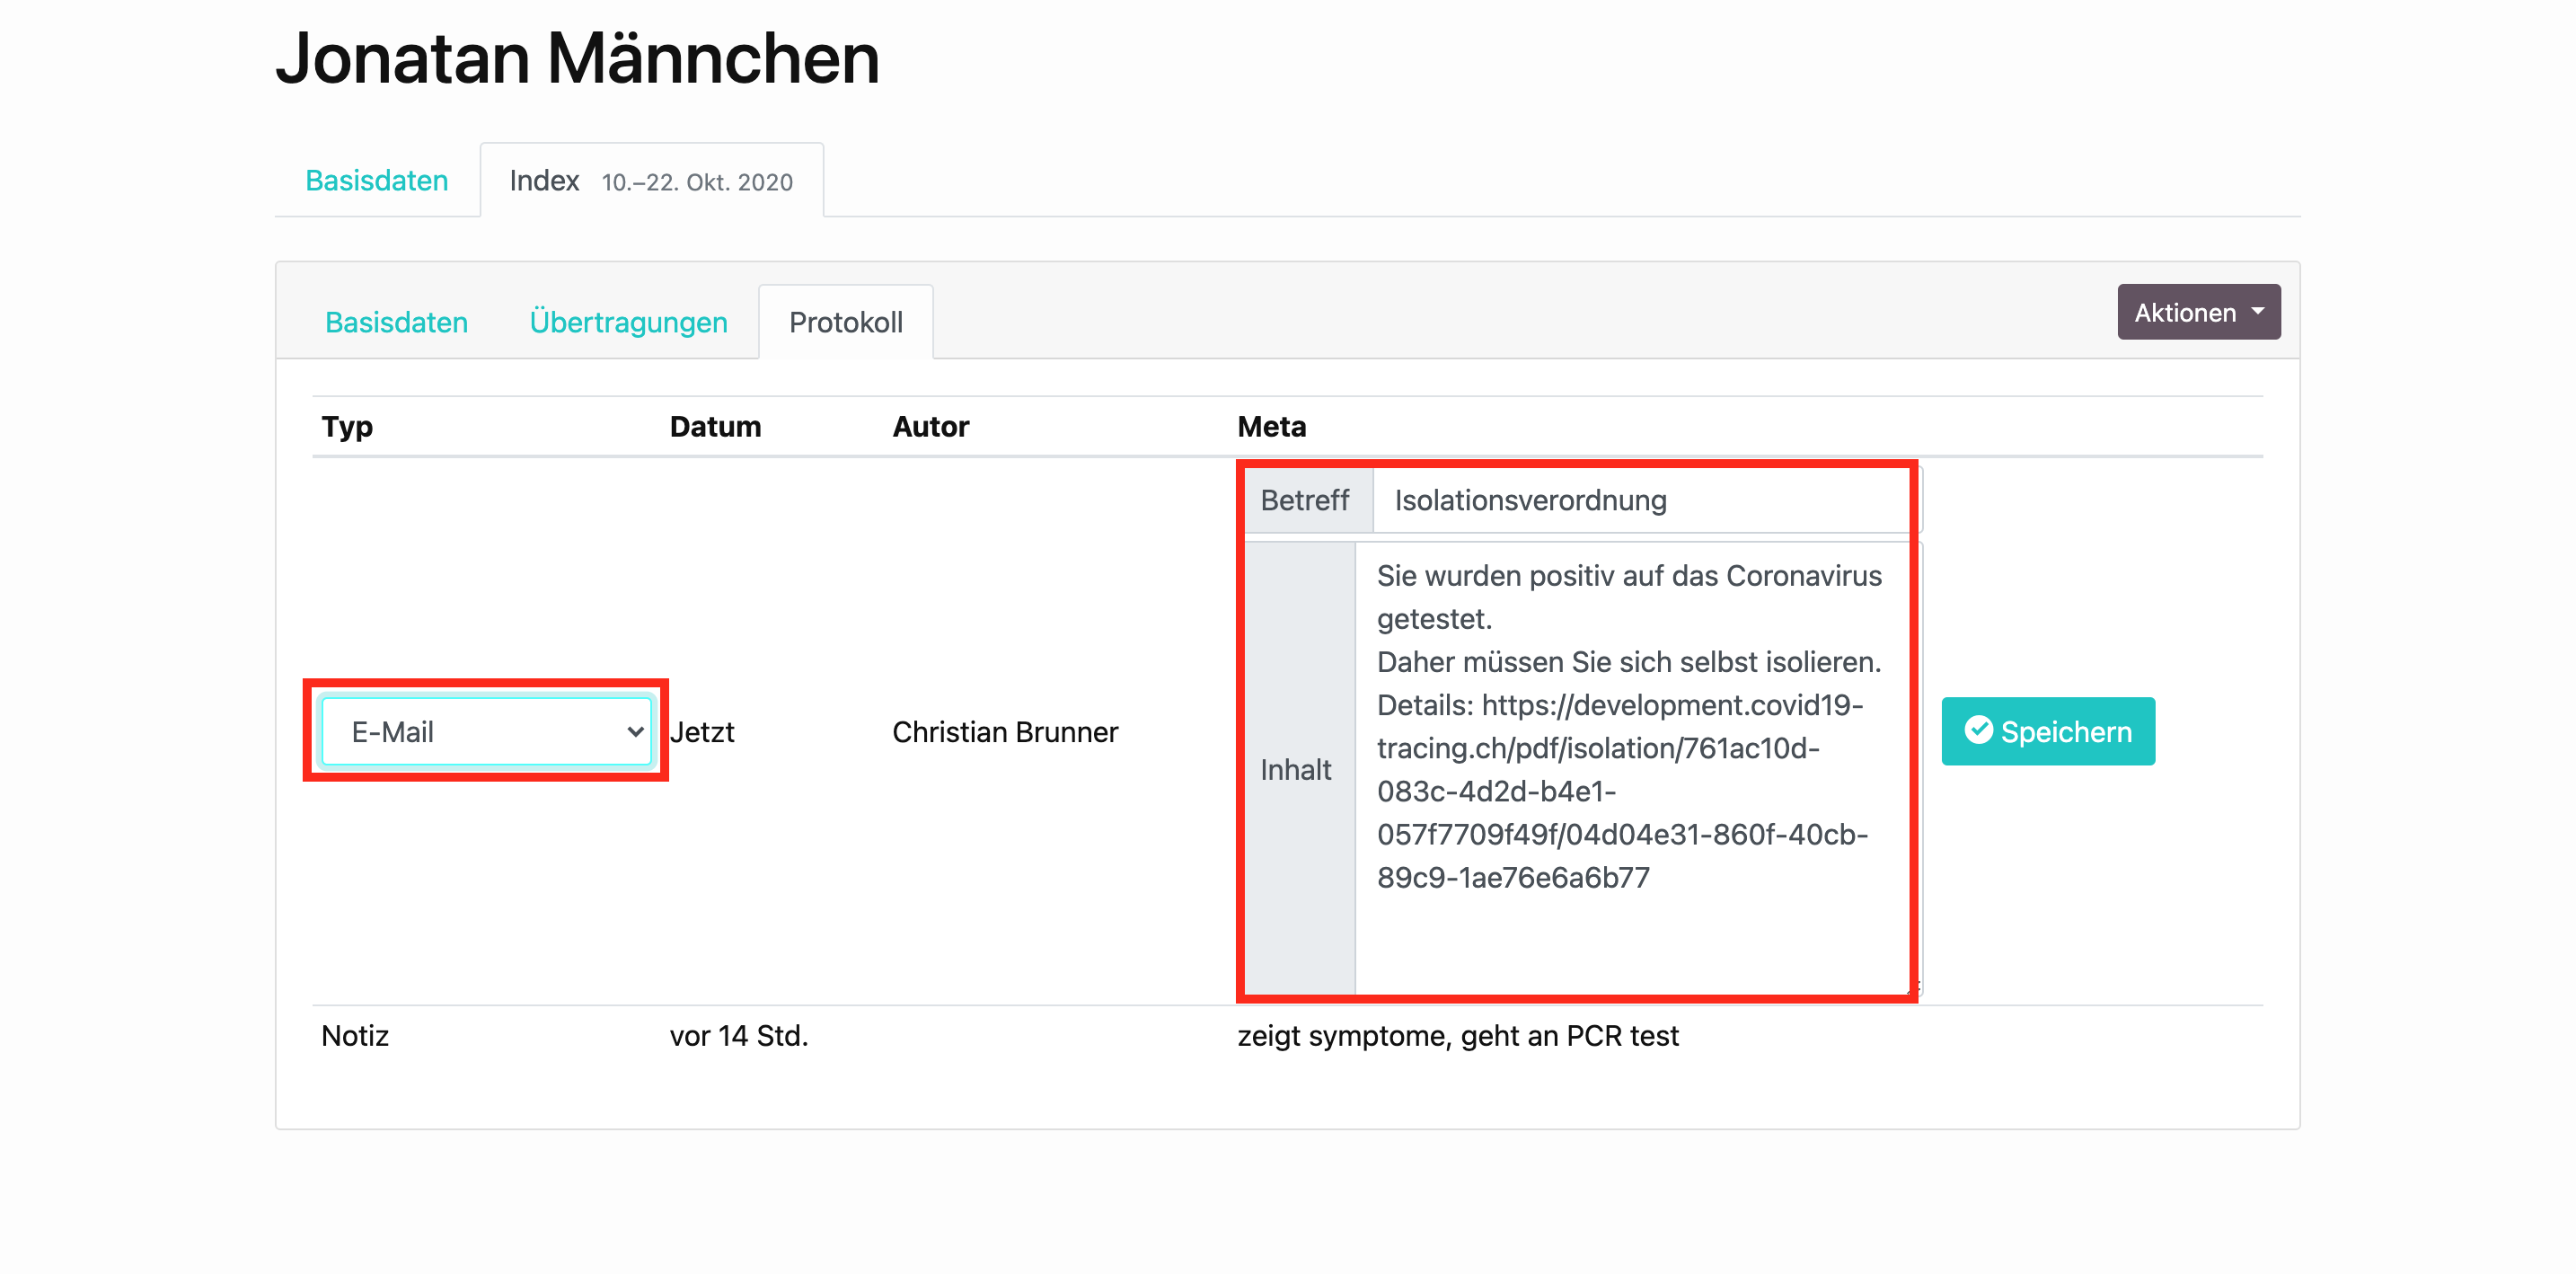 Jonatan Männchen
Basisdaten
Index 10.–22. Okt. 2020
Basisdaten
Übertragungen
Protokoll
Aktionen
Typ Datum Autor Meta
Betreff Isolationsverordnung
E-Mail Jetzt Christian Brunner
Inhalt
Sie wurden positiv auf das Coronavirus
getestet.
Daher müssen Sie sich selbst isolieren.
Details: https://development.covid19-
tracing.ch/pdf/isolation/761ac10d-
083c-4d2d-b4e1-
057f7709f49f/04d04e31-860f-40cb-
89c9-1ae76e6a6b77
Speichern
Notiz vor 14 Std. zeigt symptome, geht an PCR test